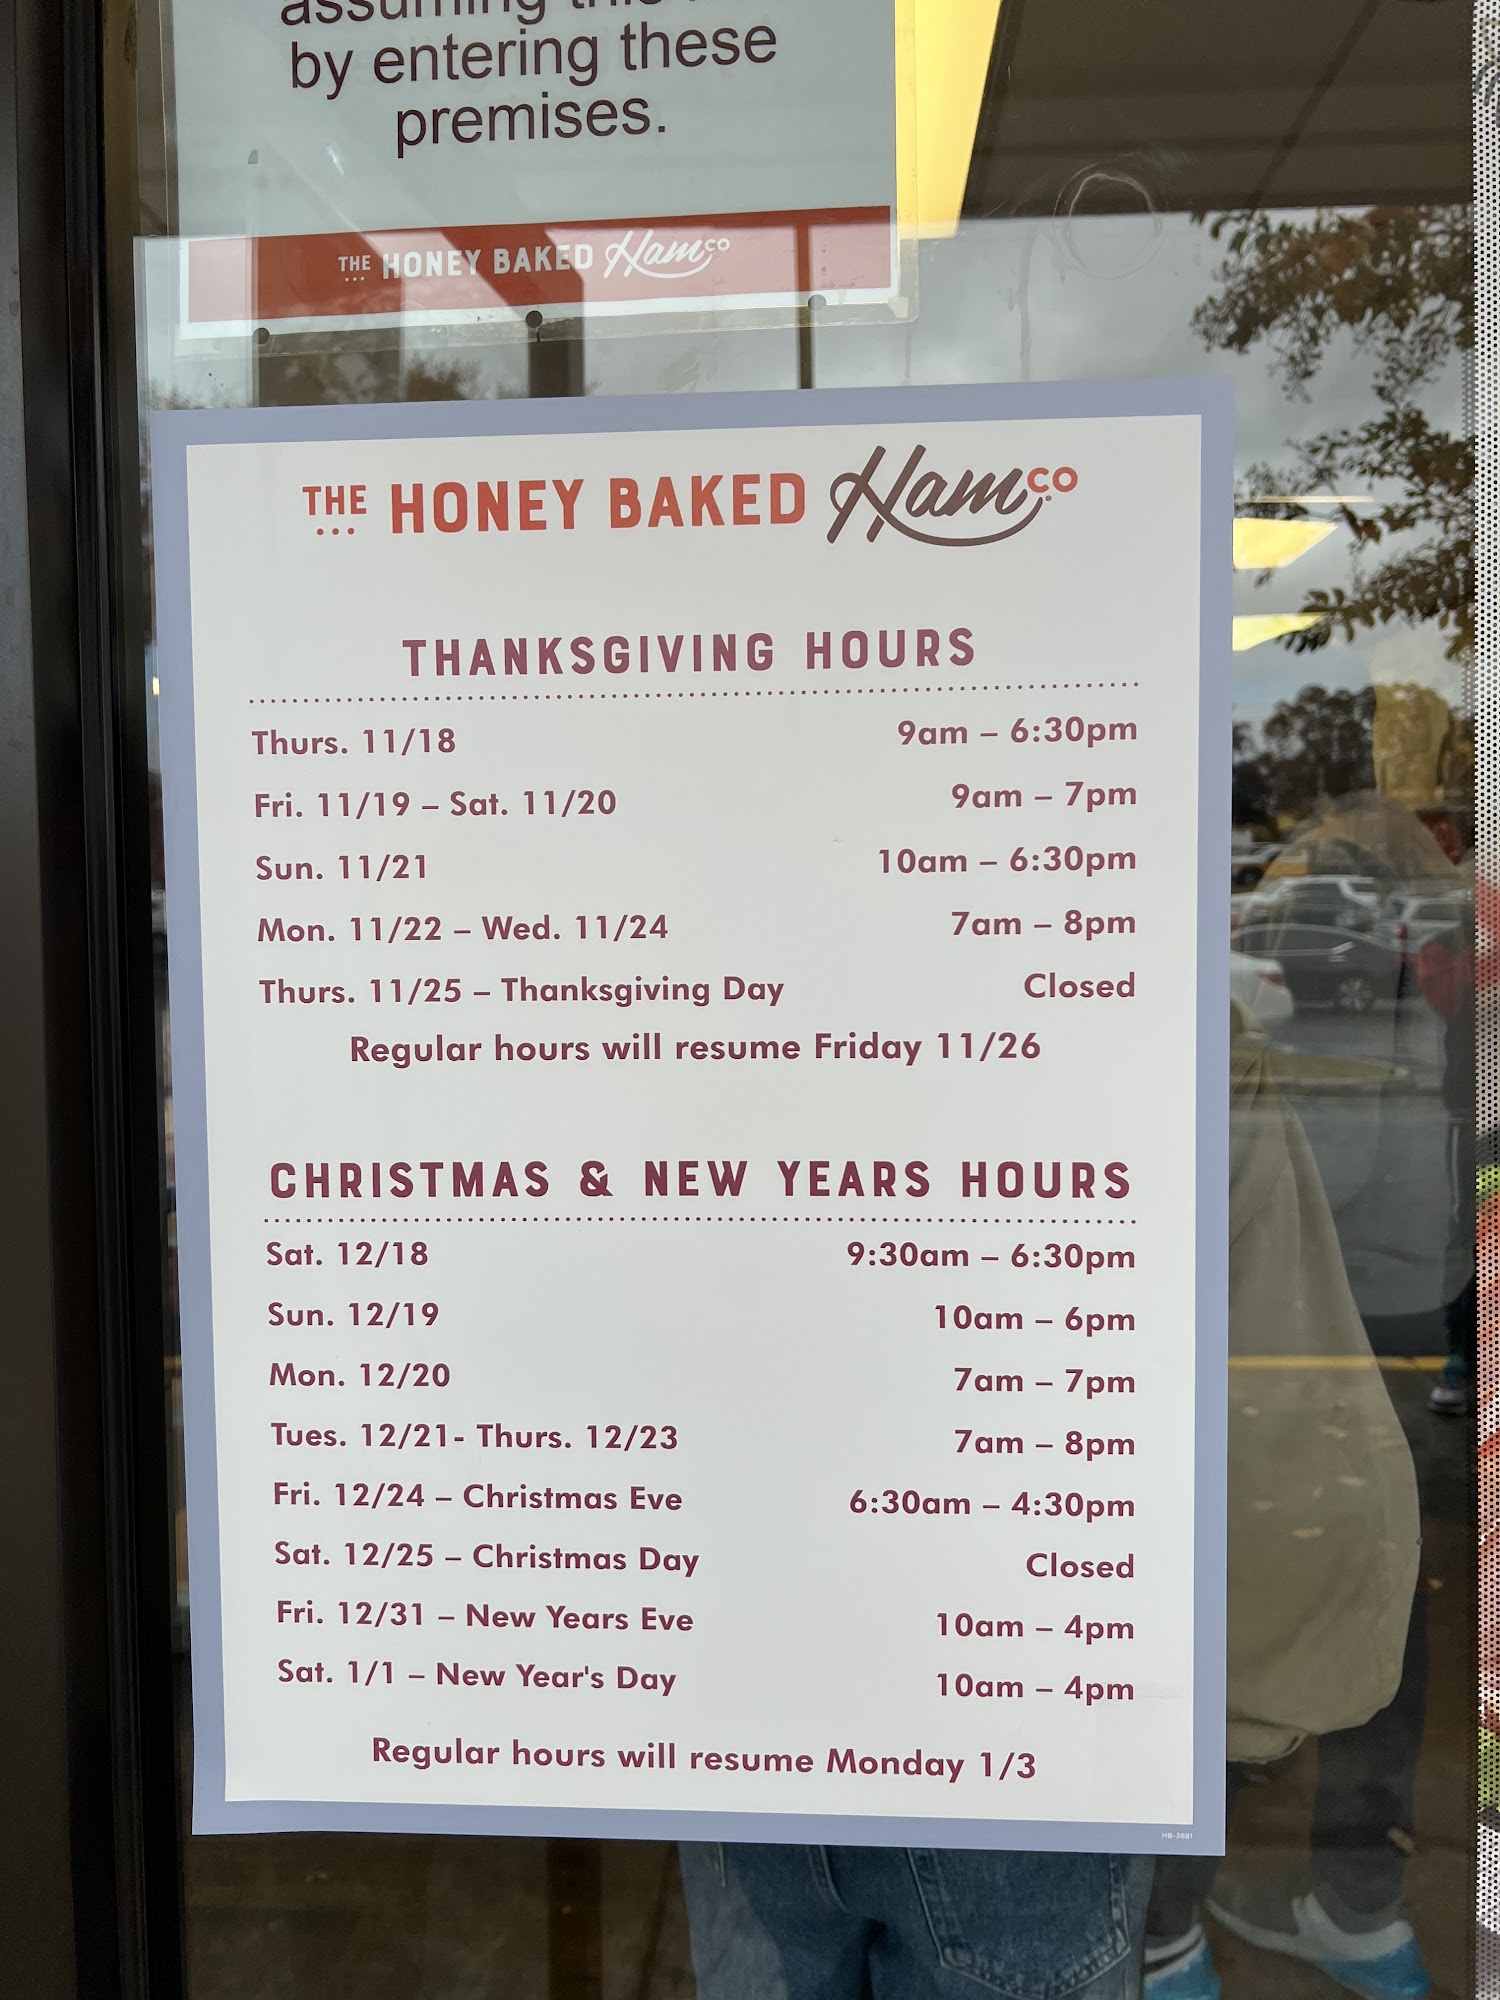 by entering these
premises.
THE HONEY BAKED Ham CO
THE HONEY BAKED Ham CO
THANKSGIVING HOURS
Thurs. 11/18 9am – 6:30pm
Fri. 11/19 – Sat. 11/20 9am – 7pm
Sun. 11/21 10am – 6:30pm
Mon. 11/22 – Wed. 11/24 7am – 8pm
Thurs. 11/25 – Thanksgiving Day Closed
Regular hours will resume Friday 11/26
CHRISTMAS & NEW YEARS HOURS
Sat. 12/18 9:30am – 6:30pm
Sun. 12/19 10am – 6pm
Mon. 12/20 7am – 7pm
Tues. 12/21- Thurs. 12/23 7am – 8pm
Fri. 12/24 – Christmas Eve 6:30am – 4:30pm
Sat. 12/25 – Christmas Day Closed
Fri. 12/31 – New Years Eve 10am – 4pm
Sat. 1/1 – New Year's Day 10am – 4pm
Regular hours will resume Monday 1/3
HB-3881